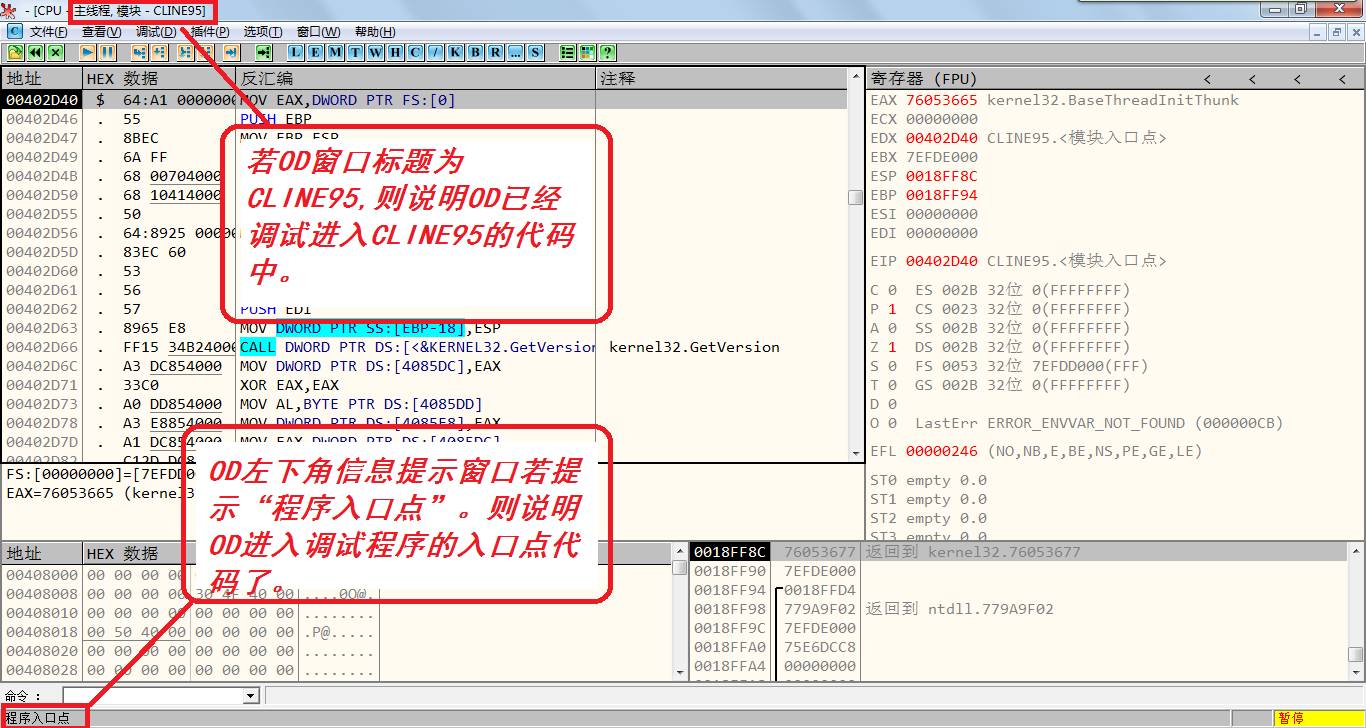 - [CPU - 主线程, 模块 - CLINE95]
C 文件(F) 查看(V) 调试(D) 插件(P) 选项(T) 窗口(W) 帮助(H)
L E M T W H C / K B R ... S ?
地址 HEX 数据 反汇编 注释
00402D40 $ 64:A1 0000000 MOV EAX,DWORD PTR FS:[0]
00402D46 . 55 PUSH EBP
00402D47 . 8BEC MOV EBP,ESP
00402D49 . 6A FF
00402D4B . 68 00704000
00402D50 . 68 10414000
00402D55 . 50
00402D56 . 64:8925 00000
00402D5D . 83EC 60
00402D60 . 53
00402D61 . 56
00402D62 . 57 PUSH EDI
00402D63 . 8965 E8 MOV DWORD PTR SS:[EBP-18],ESP
00402D66 . FF15 34B24000 CALL DWORD PTR DS:[<&KERNEL32.GetVersion kernel32.GetVersion
00402D6C . A3 DC854000 MOV DWORD PTR DS:[4085DC],EAX
00402D71 . 33C0 XOR EAX,EAX
00402D73 . A0 DD854000 MOV AL,BYTE PTR DS:[4085DD]
00402D78 . A3 E8854000 MOV DWORD PTR DS:[4085E8],EAX
00402D7D . A1 DC854000 MOV EAX,DWORD PTR DS:[4085DC]
00402D82
若OD窗口标题为
CLINE95,则说明OD已经
调试进入CLINE95的代码
中。
FS:[00000000]=[7EFDD0
EAX=76053665 (kernel3
OD左下角信息提示窗口若提
示“程序入口点”。则说明
OD进入调试程序的入口点代
码了。
寄存器 (FPU) < < < <
EAX 76053665 kernel32.BaseThreadInitThunk
ECX 00000000
EDX 00402D40 CLINE95.<模块入口点>
EBX 7EFDE000
ESP 0018FF8C
EBP 0018FF94
ESI 00000000
EDI 00000000
EIP 00402D40 CLINE95.<模块入口点>
C 0 ES 002B 32位 0(FFFFFFFF)
P 1 CS 0023 32位 0(FFFFFFFF)
A 0 SS 002B 32位 0(FFFFFFFF)
Z 1 DS 002B 32位 0(FFFFFFFF)
S 0 FS 0053 32位 7EFDD000(FFF)
T 0 GS 002B 32位 0(FFFFFFFF)
D 0
O 0 LastErr ERROR_ENVVAR_NOT_FOUND (000000CB)
EFL 00000246 (NO,NB,E,BE,NS,PE,GE,LE)
ST0 empty 0.0
ST1 empty 0.0
ST2 empty 0.0
ST3 empty 0.0
地址 HEX 数据
00408000 00 00 00 00
00408008 00 00 00 00 30 4F 40 00 ....0O@.
00408010 00 00 00 00 00 00 00 00 ........
00408018 00 50 40 00 00 00 00 00 .P@.....
00408020 00 00 00 00 00 00 00 00 ........
00408028 00 00 00 00 00 00 00 00 ........
0018FF8C 76053677 返回到 kernel32.76053677
0018FF90 7EFDE000
0018FF94 0018FFD4
0018FF98 779A9F02 返回到 ntdll.779A9F02
0018FF9C 7EFDE000
0018FFA0 75E6DCC8
0018FFA4 00000000
命令 :
程序入口点 暂停